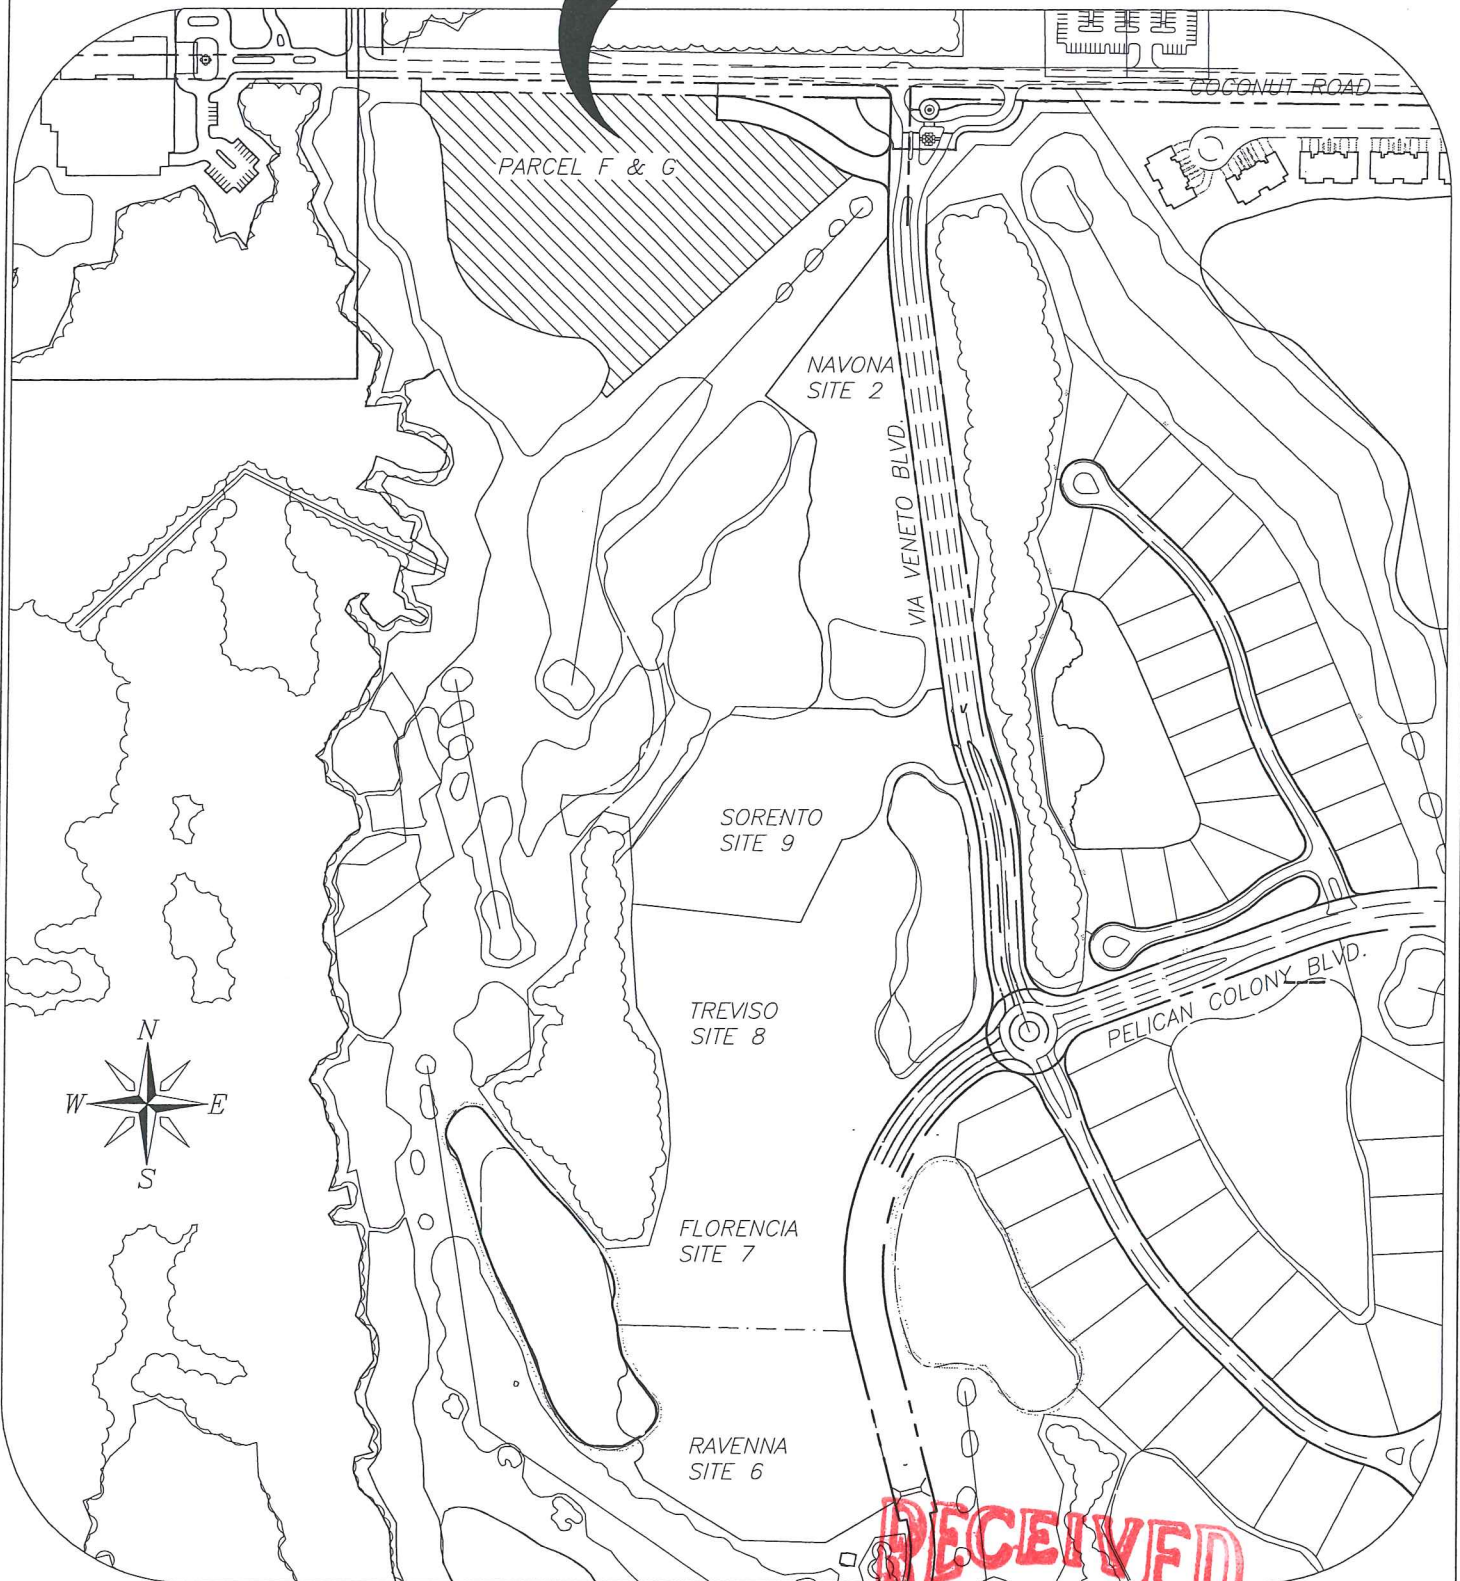 COCONUT ROAD
PARCEL F & G
NAVONA
SITE 2
VIA VENETO BLVD.
SORENTO
SITE 9
TREVISO
SITE 8
PELICAN COLONY BLVD.
N
W E
S
FLORENCIA
SITE 7
RAVENNA
SITE 6
RECEIVED